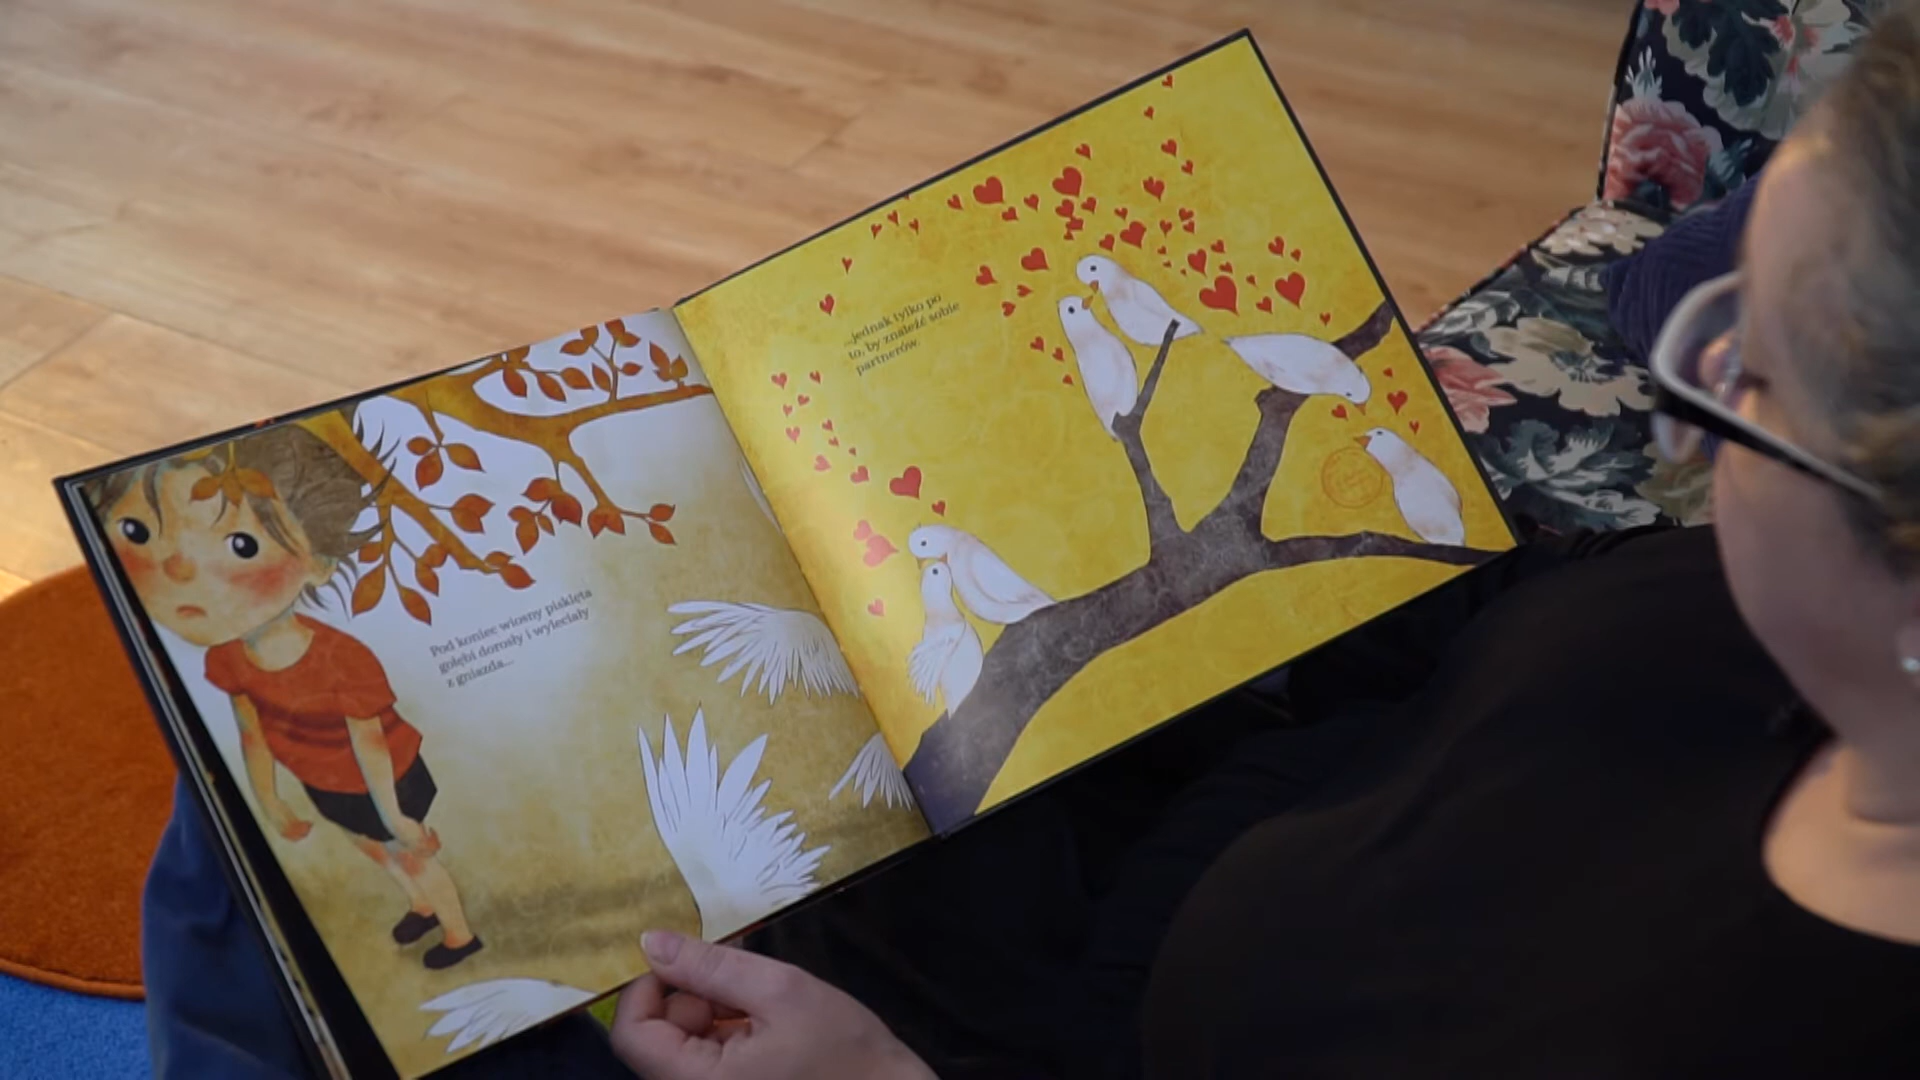 Pod koniec wiosny pisklęta
gołębi dorosły i wyleciały
z gniazda...
...jednak tylko po
to, by znaleźć sobie
partnerów.